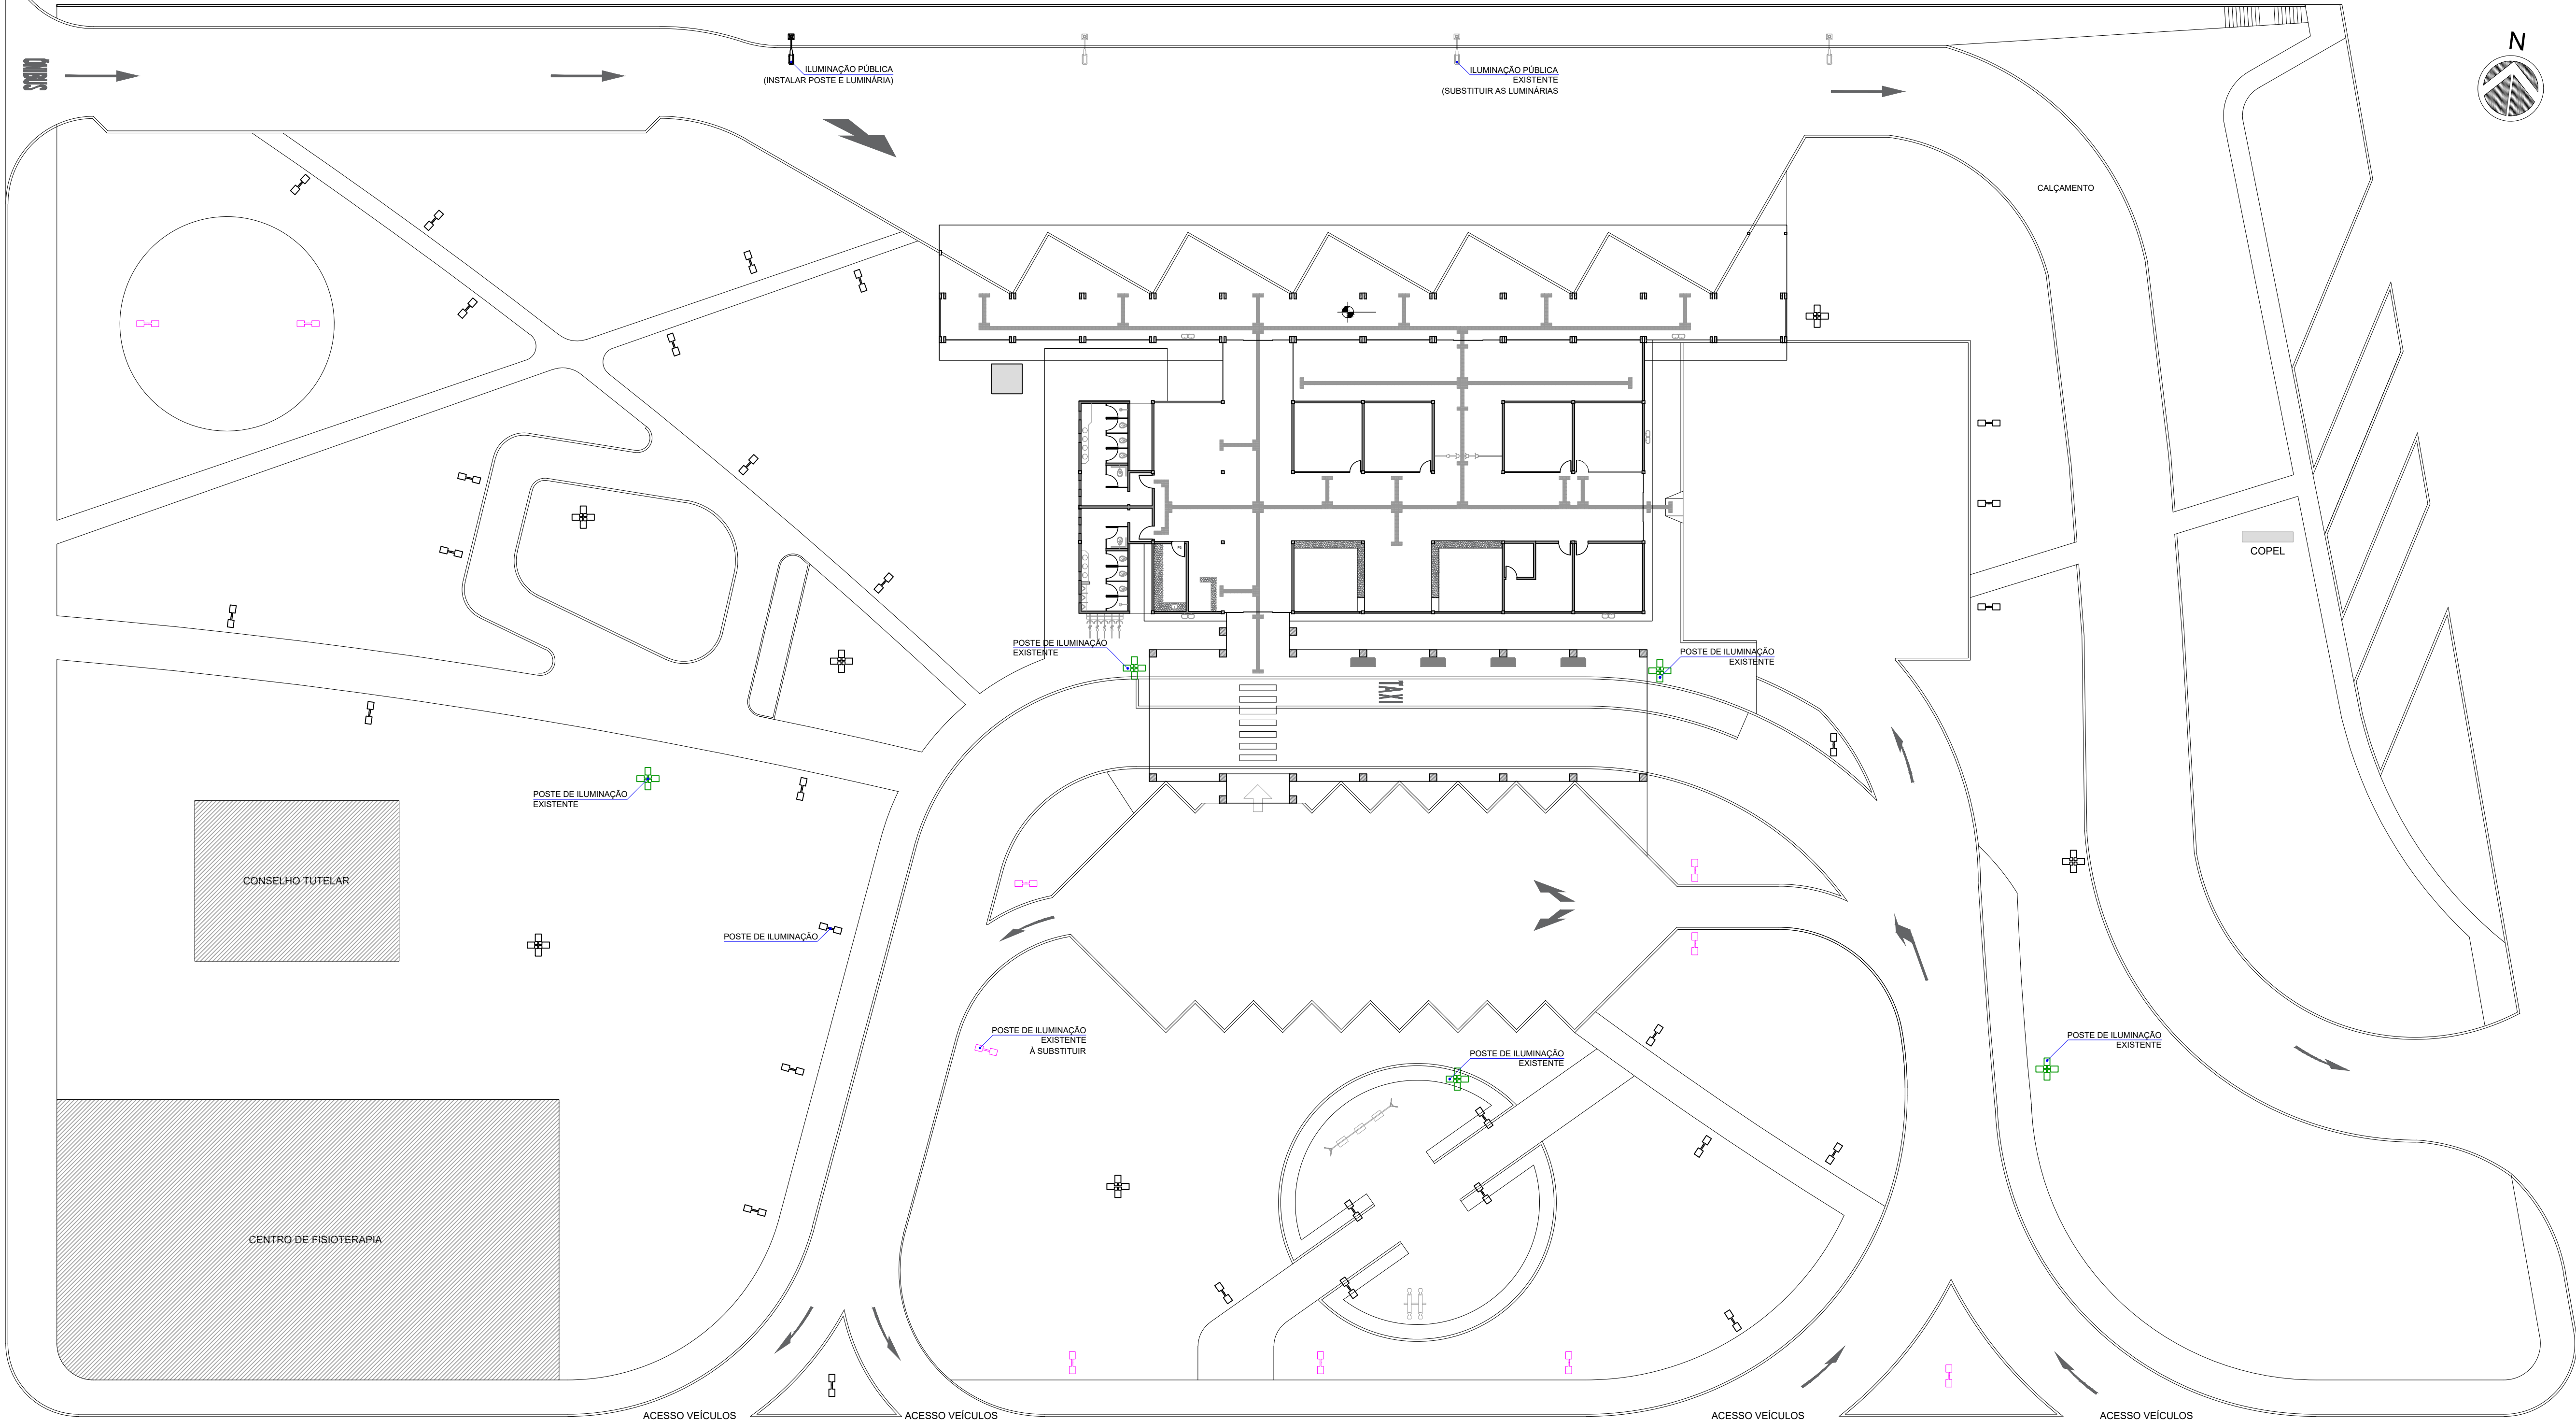 N
ÔNIBUS
ILUMINAÇÃO PÚBLICA
(INSTALAR POSTE E LUMINÁRIA)
ILUMINAÇÃO PÚBLICA
EXISTENTE
(SUBSTITUIR AS LUMINÁRIAS
CALÇAMENTO
COPEL
POSTE DE ILUMINAÇÃO
EXISTENTE
POSTE DE ILUMINAÇÃO
EXISTENTE
TAXI
POSTE DE ILUMINAÇÃO
EXISTENTE
CONSELHO TUTELAR
POSTE DE ILUMINAÇÃO
POSTE DE ILUMINAÇÃO
EXISTENTE
À SUBSTITUIR
POSTE DE ILUMINAÇÃO
EXISTENTE
POSTE DE ILUMINAÇÃO
EXISTENTE
CENTRO DE FISIOTERAPIA
ACESSO VEÍCULOS
ACESSO VEÍCULOS
ACESSO VEÍCULOS
ACESSO VEÍCULOS